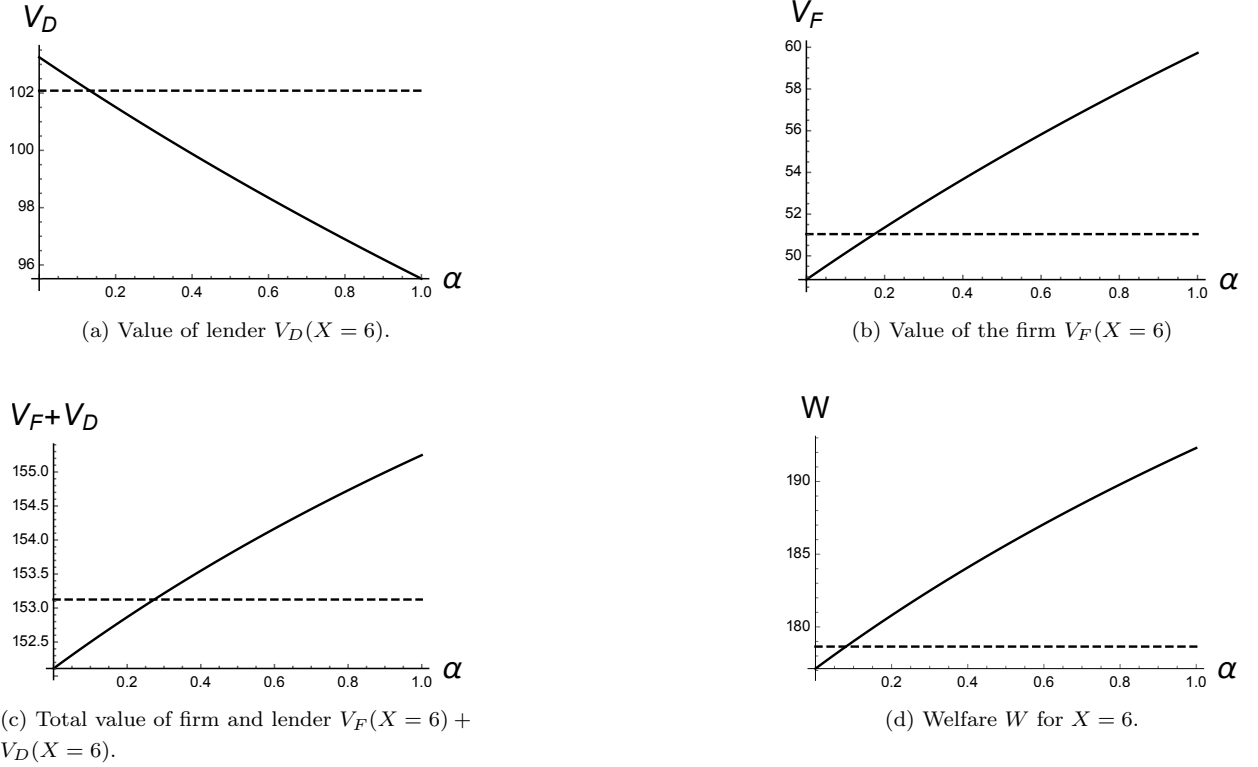 V_D
102
100
98
96
0.2 0.4 0.6 0.8 1.0
α
(a) Value of lender V_D(X = 6).
V_F
60
58
56
54
52
50
0.2 0.4 0.6 0.8 1.0
α
(b) Value of the firm V_F(X = 6)
V_F+V_D
155.0
154.5
154.0
153.5
153.0
152.5
0.2 0.4 0.6 0.8 1.0
α
(c) Total value of firm and lender V_F(X = 6) +
V_D(X = 6).
W
190
185
180
0.2 0.4 0.6 0.8 1.0
α
(d) Welfare W for X = 6.